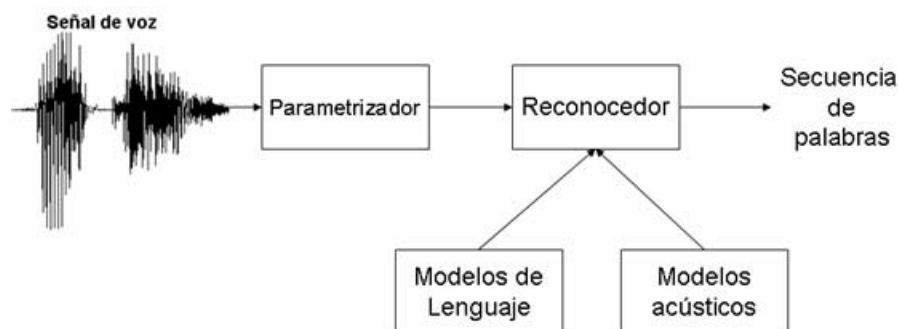 Señal de voz
Parametrizador
Reconocedor
Secuencia
de
palabras
Modelos de
Lenguaje
Modelos
acústicos